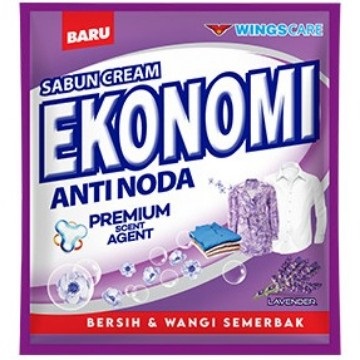 BARU
WINGSCARE
SABUN CREAM
EKONOMI
ANTI NODA
PREMIUM
SCENT
AGENT
LAVENDER
BERSIH & WANGI SEMERBAK